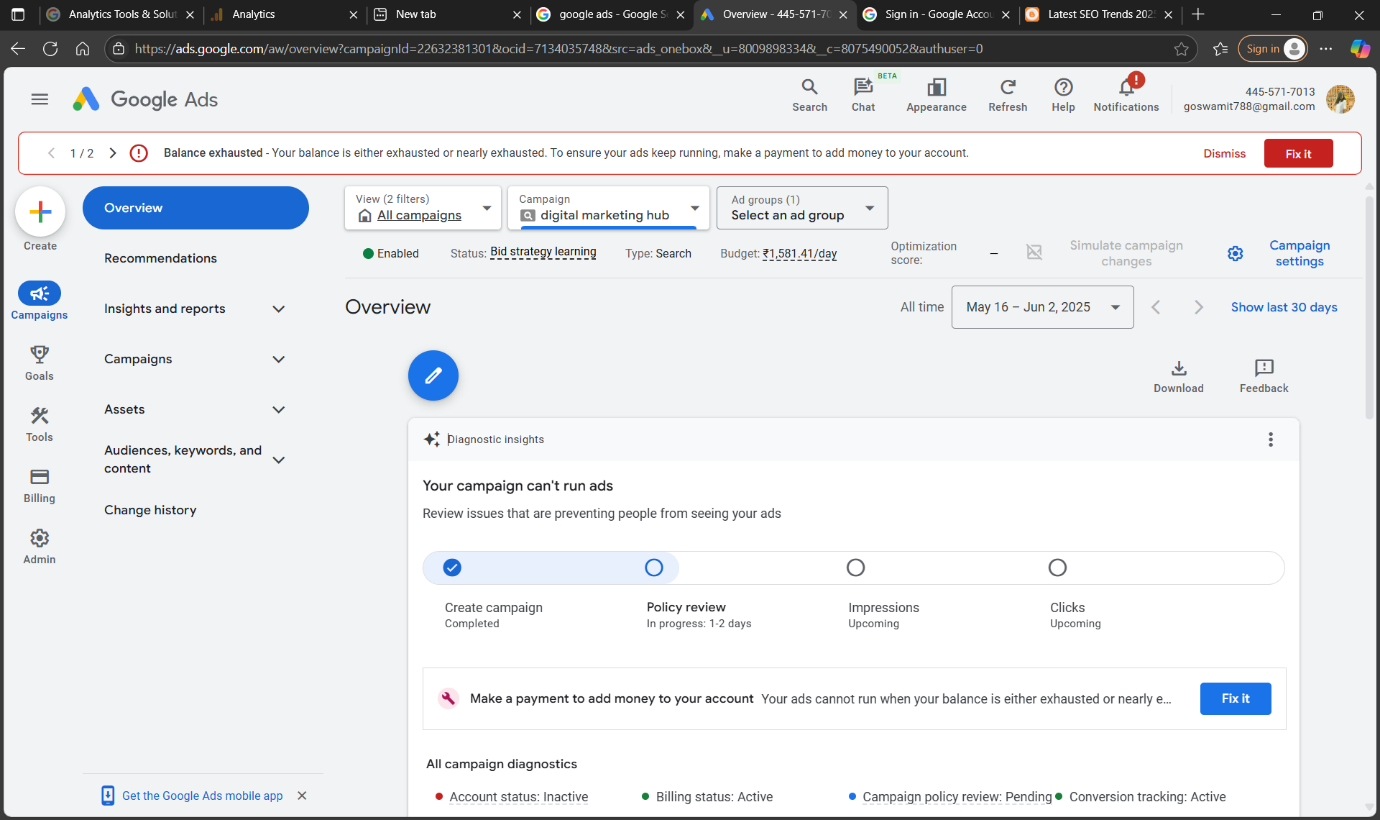 Analytics Tools & Solut
Analytics
New tab
google ads - Google Se
Overview - 445-571-70
Sign in - Google Accou
Latest SEO Trends 2025
https://ads.google.com/aw/overview?campaignId=22632381301&ocid=7134035748&src=ads_onebox&__u=8009898334&__c=8075490052&authuser=0
Sign in
Google Ads
Search
Chat
BETA
Appearance
Refresh
Help
Notifications
445-571-7013
goswamit788@gmail.com
1 / 2
Balance exhausted - Your balance is either exhausted or nearly exhausted. To ensure your ads keep running, make a payment to add money to your account.
Dismiss
Fix it
Create
Campaigns
Goals
Tools
Billing
Admin
Overview
Recommendations
Insights and reports
Campaigns
Assets
Audiences, keywords, and
content
Change history
Get the Google Ads mobile app
View (2 filters)
All campaigns
Campaign
digital marketing hub
Ad groups (1)
Select an ad group
Enabled
Status: Bid strategy learning
Type: Search
Budget: ₹1,581.41/day
Optimization
score:
–
Simulate campaign
changes
Campaign
settings
Overview
All time
May 16 – Jun 2, 2025
Show last 30 days
Download
Feedback
Diagnostic insights
Your campaign can't run ads
Review issues that are preventing people from seeing your ads
Create campaign
Completed
Policy review
In progress: 1-2 days
Impressions
Upcoming
Clicks
Upcoming
Make a payment to add money to your account Your ads cannot run when your balance is either exhausted or nearly e...
Fix it
All campaign diagnostics
Account status: Inactive
Billing status: Active
Campaign policy review: Pending
Conversion tracking: Active